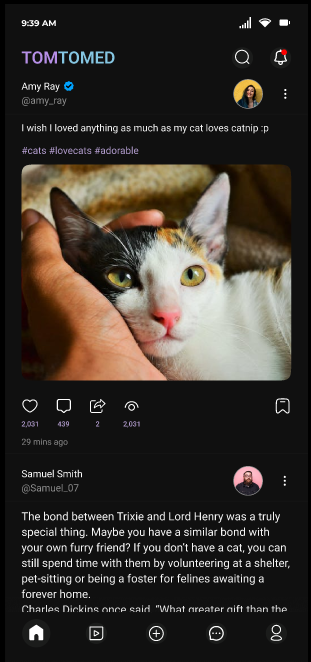 9:39 AM
TOMTOMED
Amy Ray
@amy_ray
I wish I loved anything as much as my cat loves catnip :p
#cats #lovecats #adorable
2,031 439 2 2,031
29 mins ago
Samuel Smith
@Samuel_07
The bond between Trixie and Lord Henry was a truly
special thing. Maybe you have a similar bond with
your own furry friend? If you don't have a cat, you can
still spend time with them by volunteering at a shelter,
pet-sitting or being a foster for felines awaiting a
forever home.
Charles Dickins once said, "What greater gift than the